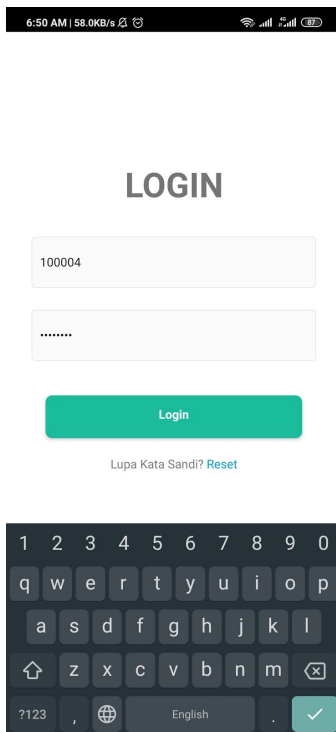 6:50 AM | 58.0KB/s 4G 87
LOGIN
100004
••••••••
Login
Lupa Kata Sandi? Reset
1 2 3 4 5 6 7 8 9 0
q w e r t y u i o p
a s d f g h j k l
z x c v b n m
?123 , English .